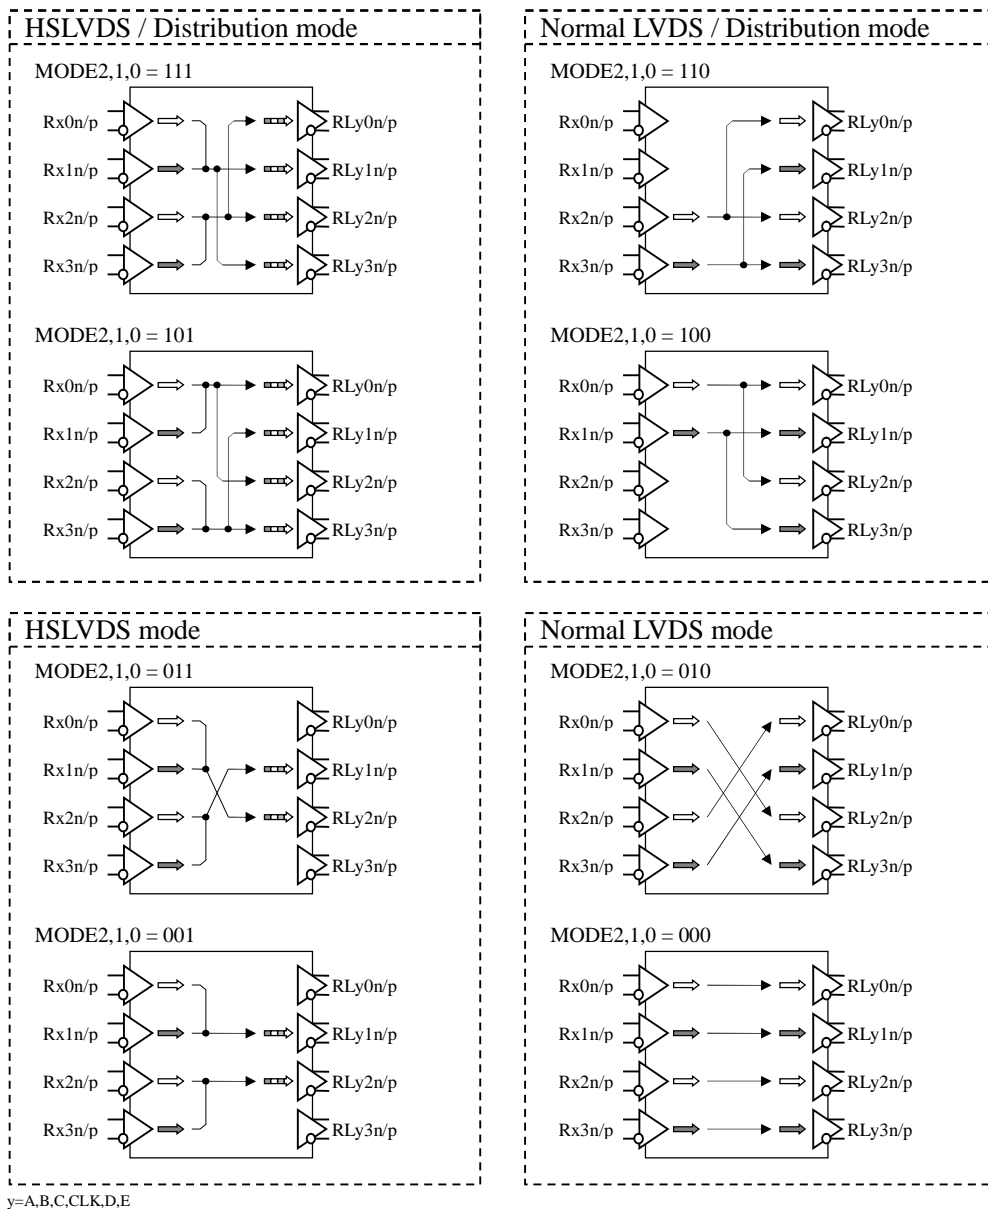 HSLVDS / Distribution mode
MODE2,1,0 = 111
Rx0n/p RLy0n/p
Rx1n/p RLy1n/p
Rx2n/p RLy2n/p
Rx3n/p RLy3n/p
MODE2,1,0 = 101
Rx0n/p RLy0n/p
Rx1n/p RLy1n/p
Rx2n/p RLy2n/p
Rx3n/p RLy3n/p
Normal LVDS / Distribution mode
MODE2,1,0 = 110
Rx0n/p RLy0n/p
Rx1n/p RLy1n/p
Rx2n/p RLy2n/p
Rx3n/p RLy3n/p
MODE2,1,0 = 100
Rx0n/p RLy0n/p
Rx1n/p RLy1n/p
Rx2n/p RLy2n/p
Rx3n/p RLy3n/p
HSLVDS mode
MODE2,1,0 = 011
Rx0n/p RLy0n/p
Rx1n/p RLy1n/p
Rx2n/p RLy2n/p
Rx3n/p RLy3n/p
MODE2,1,0 = 001
Rx0n/p RLy0n/p
Rx1n/p RLy1n/p
Rx2n/p RLy2n/p
Rx3n/p RLy3n/p
Normal LVDS mode
MODE2,1,0 = 010
Rx0n/p RLy0n/p
Rx1n/p RLy1n/p
Rx2n/p RLy2n/p
Rx3n/p RLy3n/p
MODE2,1,0 = 000
Rx0n/p RLy0n/p
Rx1n/p RLy1n/p
Rx2n/p RLy2n/p
Rx3n/p RLy3n/p
y=A,B,C,CLK,D,E